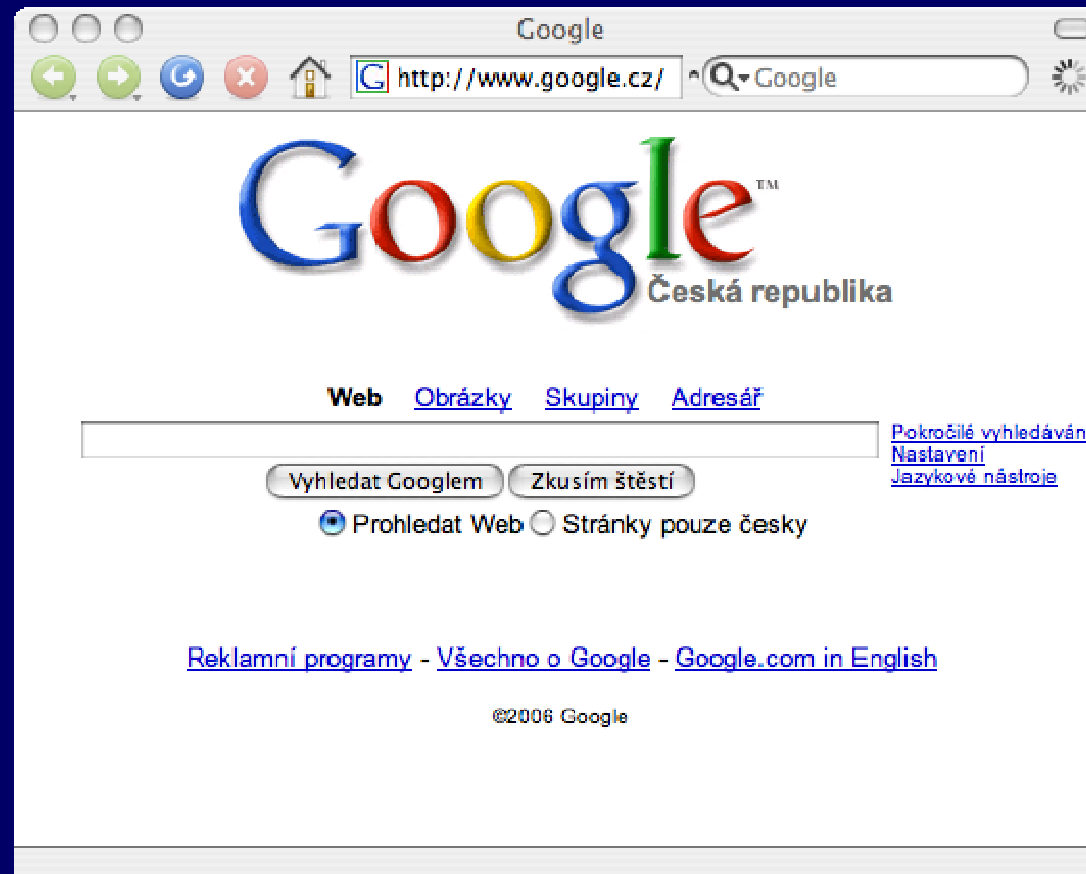 Google
http://www.google.cz/ Google
Google™
Česká republika
Web Obrázky Skupiny Adresář
Pokročilé vyhledáván
Nastavení
Jazykové nástroje
Vyhledat Googlem Zkusím štěstí
Prohledat Web Stránky pouze česky
Reklamní programy - Všechno o Google - Google.com in English
©2006 Google